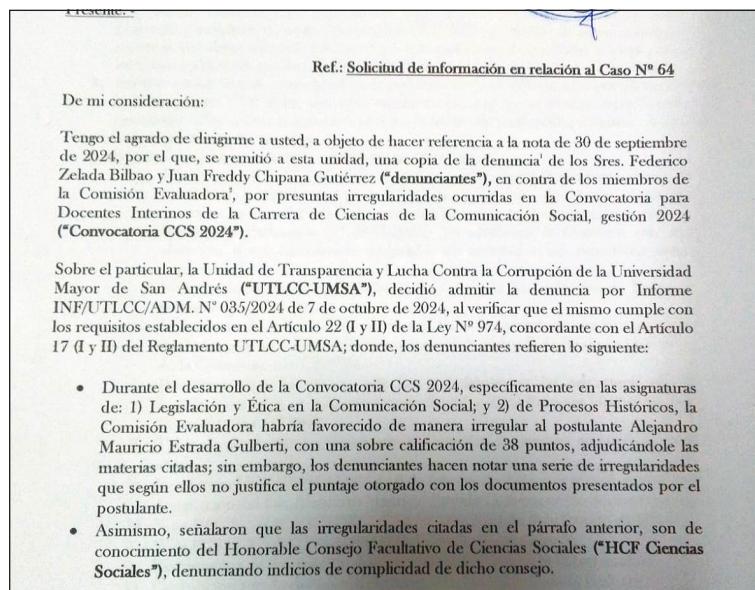 Presente. -
Ref.: Solicitud de información en relación al Caso Nº 64
De mi consideración:
Tengo el agrado de dirigirme a usted, a objeto de hacer referencia a la nota de 30 de septiembre
de 2024, por el que, se remitió a esta unidad, una copia de la denuncia¹ de los Sres. Federico
Zelada Bilbao y Juan Freddy Chipana Gutiérrez ("denunciantes"), en contra de los miembros de
la Comisión Evaluadora², por presuntas irregularidades ocurridas en la Convocatoria para
Docentes Interinos de la Carrera de Ciencias de la Comunicación Social, gestión 2024
("Convocatoria CCS 2024").
Sobre el particular, la Unidad de Transparencia y Lucha Contra la Corrupción de la Universidad
Mayor de San Andrés ("UTLCC-UMSA"), decidió admitir la denuncia por Informe
INF/UTLCC/ADM. Nº 035/2024 de 7 de octubre de 2024, al verificar que el mismo cumple con
los requisitos establecidos en el Artículo 22 (I y II) de la Ley Nº 974, concordante con el Artículo
17 (I y II) del Reglamento UTLCC-UMSA; donde, los denunciantes refieren lo siguiente:
• Durante el desarrollo de la Convocatoria CCS 2024, específicamente en las asignaturas
de: 1) Legislación y Ética en la Comunicación Social; y 2) de Procesos Históricos, la
Comisión Evaluadora habría favorecido de manera irregular al postulante Alejandro
Mauricio Estrada Gulberti, con una sobre calificación de 38 puntos, adjudicándole las
materias citadas; sin embargo, los denunciantes hacen notar una serie de irregularidades
que según ellos no justifica el puntaje otorgado con los documentos presentados por el
postulante.
• Asimismo, señalaron que las irregularidades citadas en el párrafo anterior, son de
conocimiento del Honorable Consejo Facultativo de Ciencias Sociales ("HCF Ciencias
Sociales"), denunciando indicios de complicidad de dicho consejo.